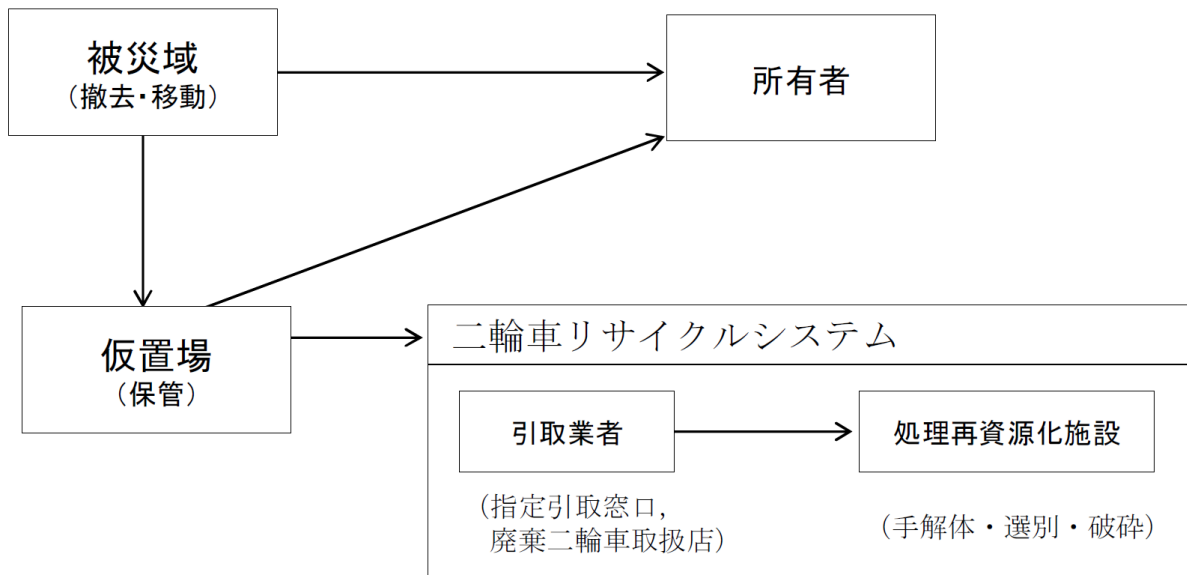 被災域
（撤去・移動）
所有者
仮置場
（保管）
二輪車リサイクルシステム
引取業者
処理再資源化施設
（指定引取窓口，
廃棄二輪車取扱店）
（手解体・選別・破砕）